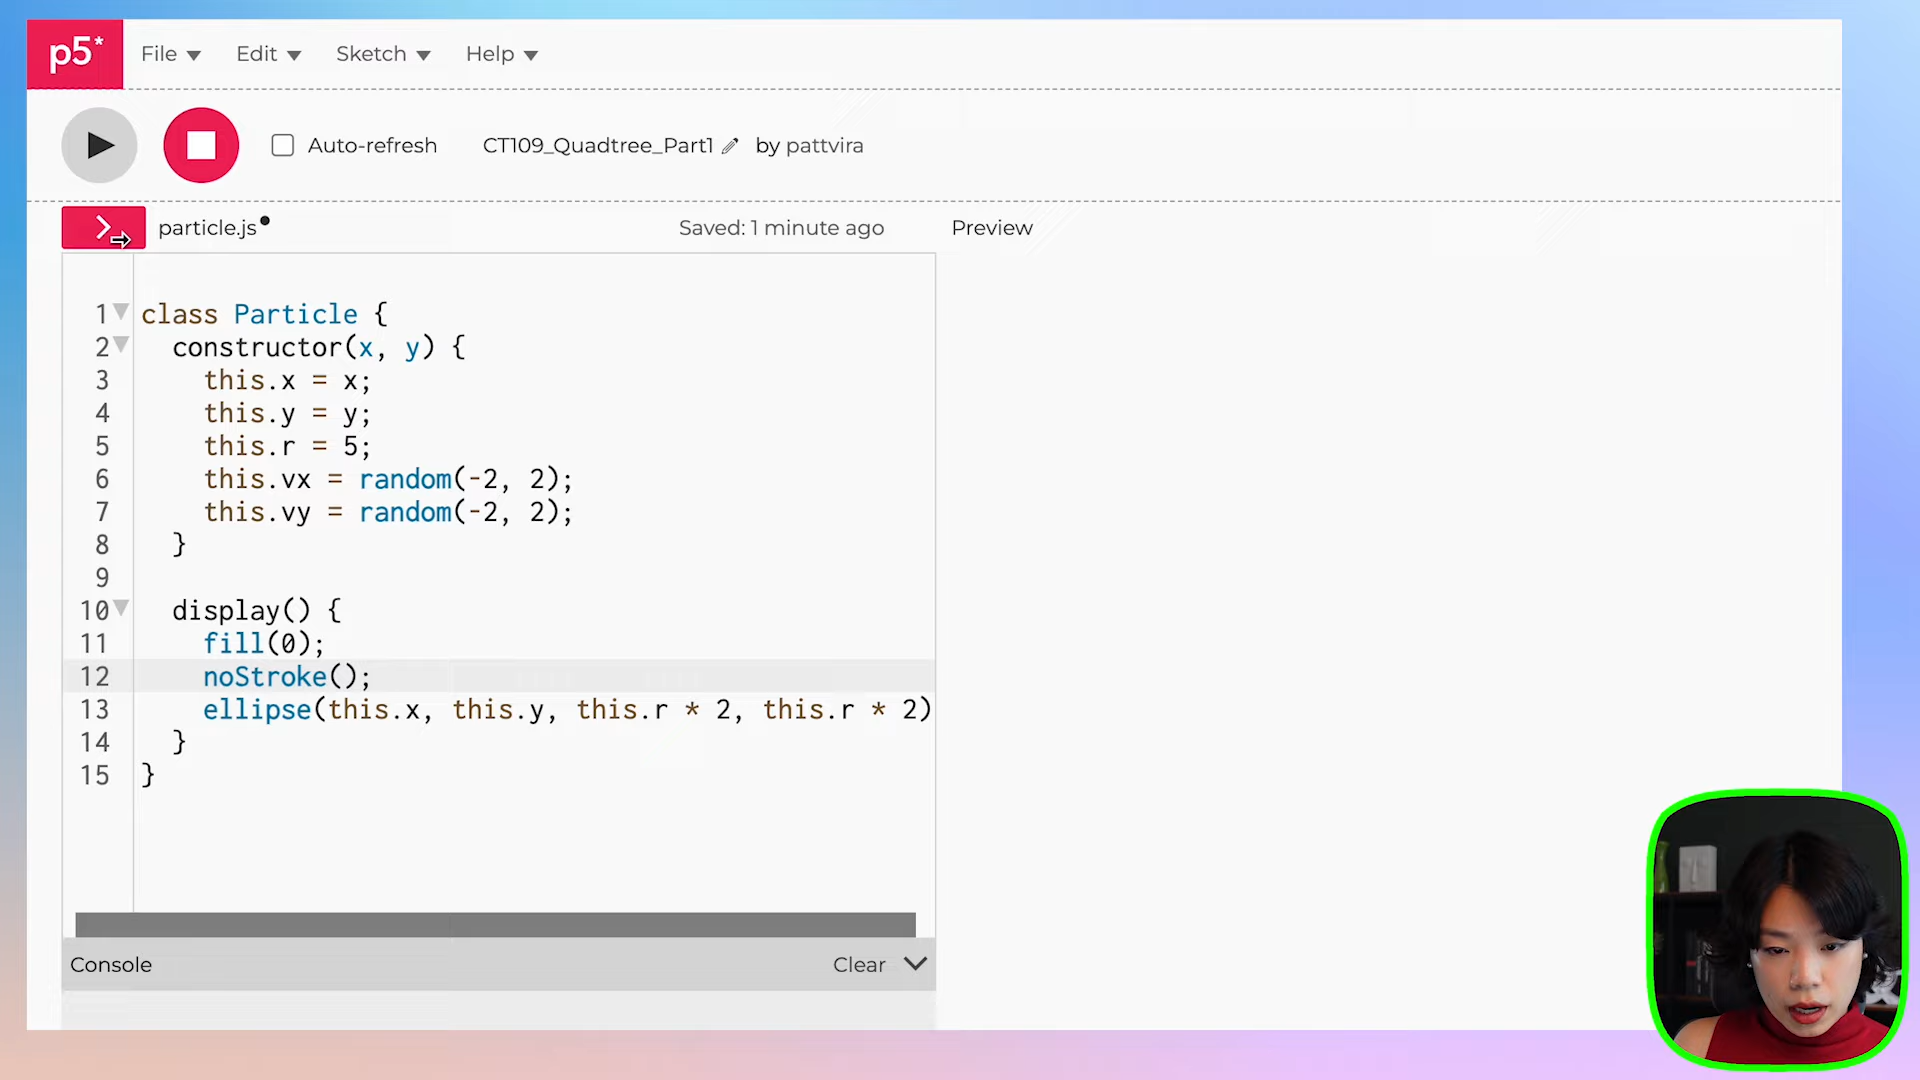 p5* File Edit Sketch Help
Auto-refresh CT109_Quadtree_Part1 by pattvira
particle.js Saved: 1 minute ago Preview
1 class Particle {
2 constructor(x, y) {
3 this.x = x;
4 this.y = y;
5 this.r = 5;
6 this.vx = random(-2, 2);
7 this.vy = random(-2, 2);
8 }
9
10 display() {
11 fill(0);
12 noStroke();
13 ellipse(this.x, this.y, this.r * 2, this.r * 2)
14 }
15 }
Console Clear